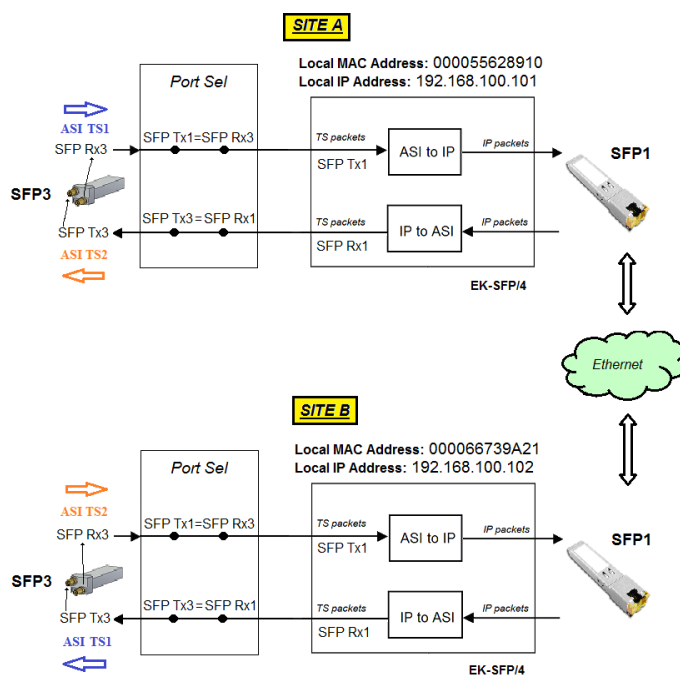 SITE A
Local MAC Address: 000055628910
Local IP Address: 192.168.100.101
Port Sel
ASI TS1
SFP Rx3
SFP Tx1=SFP Rx3
TS packets
SFP Tx1
ASI to IP
IP packets
SFP1
SFP3
SFP Tx3
SFP Tx3=SFP Rx1
TS packets
SFP Rx1
IP to ASI
IP packets
ASI TS2
EK-SFP/4
Ethernet
SITE B
Local MAC Address: 000066739A21
Local IP Address: 192.168.100.102
Port Sel
ASI TS2
SFP Rx3
SFP Tx1=SFP Rx3
TS packets
SFP Tx1
ASI to IP
IP packets
SFP1
SFP3
SFP Tx3
SFP Tx3=SFP Rx1
TS packets
SFP Rx1
IP to ASI
IP packets
ASI TS1
EK-SFP/4